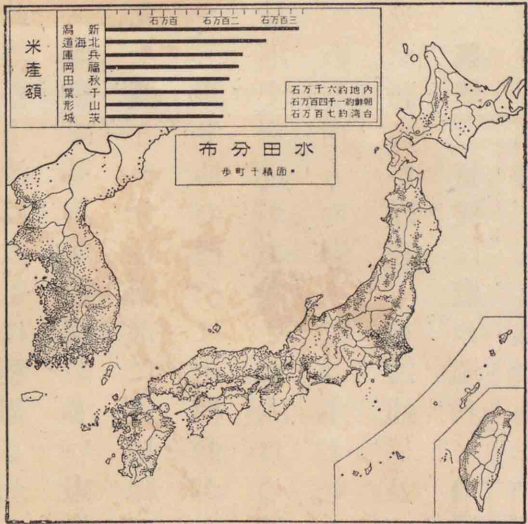 米産額
三百万石 二百万石 百万石
新潟
北海道
兵庫
福岡
秋田
千葉
山形
茨城
内地約六千万石
朝鮮約一千四百万石
台湾約七百万石
水田分布
•面積千町歩